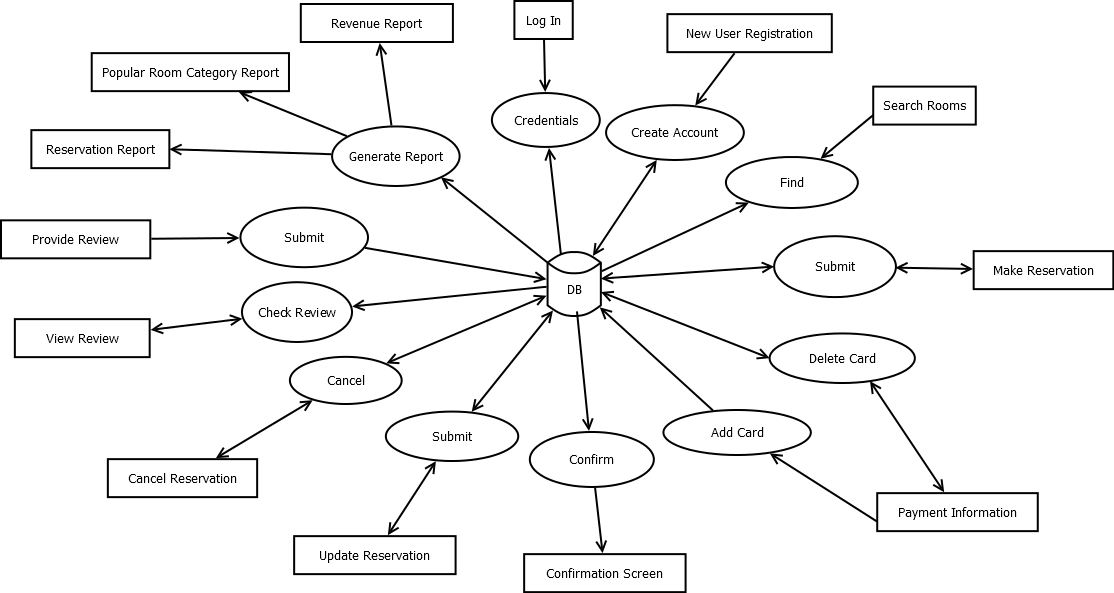 Revenue Report
Log In
New User Registration
Popular Room Category Report
Search Rooms
Credentials
Create Account
Reservation Report
Generate Report
Find
Provide Review
Submit
Submit
Make Reservation
DB
Check Review
View Review
Delete Card
Cancel
Submit
Add Card
Confirm
Cancel Reservation
Payment Information
Update Reservation
Confirmation Screen